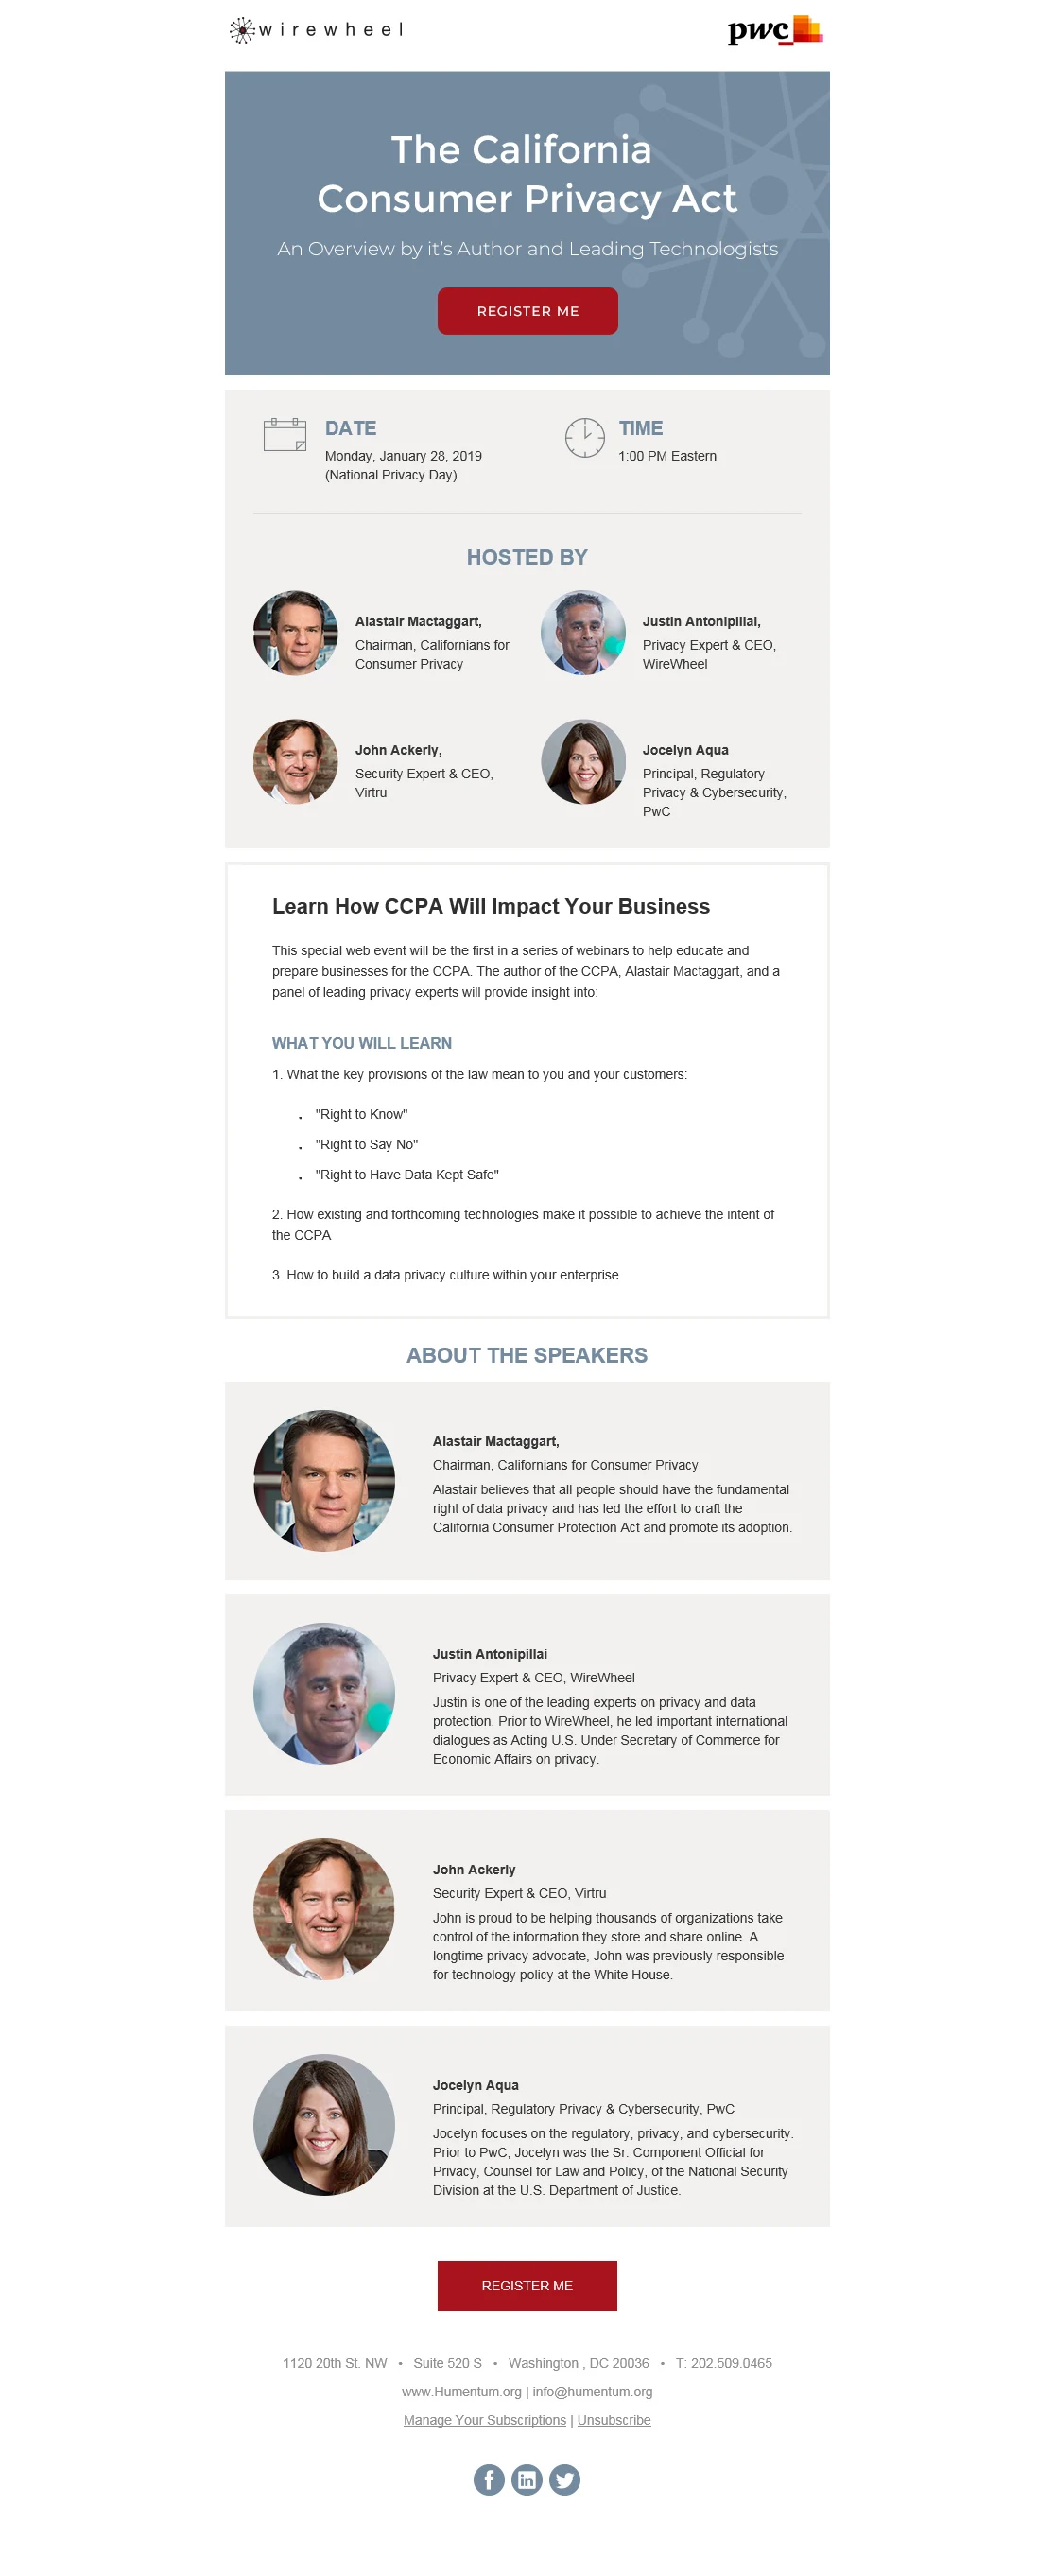 wirewheel
pwc
The California
Consumer Privacy Act
An Overview by it's Author and Leading Technologists
REGISTER ME
DATE
Monday, January 28, 2019
(National Privacy Day)
TIME
1:00 PM Eastern
HOSTED BY
Alastair Mactaggart,
Chairman, Californians for
Consumer Privacy
Justin Antonipillai,
Privacy Expert & CEO,
WireWheel
John Ackerly,
Security Expert & CEO,
Virtru
Jocelyn Aqua
Principal, Regulatory
Privacy & Cybersecurity,
PwC
Learn How CCPA Will Impact Your Business
This special web event will be the first in a series of webinars to help educate and
prepare businesses for the CCPA. The author of the CCPA, Alastair Mactaggart, and a
panel of leading privacy experts will provide insight into:
WHAT YOU WILL LEARN
1. What the key provisions of the law mean to you and your customers:
• "Right to Know"
• "Right to Say No"
• "Right to Have Data Kept Safe"
2. How existing and forthcoming technologies make it possible to achieve the intent of
the CCPA
3. How to build a data privacy culture within your enterprise
ABOUT THE SPEAKERS
Alastair Mactaggart,
Chairman, Californians for Consumer Privacy
Alastair believes that all people should have the fundamental
right of data privacy and has led the effort to craft the
California Consumer Protection Act and promote its adoption.
Justin Antonipillai
Privacy Expert & CEO, WireWheel
Justin is one of the leading experts on privacy and data
protection. Prior to WireWheel, he led important international
dialogues as Acting U.S. Under Secretary of Commerce for
Economic Affairs on privacy.
John Ackerly
Security Expert & CEO, Virtru
John is proud to be helping thousands of organizations take
control of the information they store and share online. A
longtime privacy advocate, John was previously responsible
for technology policy at the White House.
Jocelyn Aqua
Principal, Regulatory Privacy & Cybersecurity, PwC
Jocelyn focuses on the regulatory, privacy, and cybersecurity.
Prior to PwC, Jocelyn was the Sr. Component Official for
Privacy, Counsel for Law and Policy, of the National Security
Division at the U.S. Department of Justice.
REGISTER ME
1120 20th St. NW • Suite 520 S • Washington , DC 20036 • T: 202.509.0465
www.Humentum.org | info@humentum.org
Manage Your Subscriptions | Unsubscribe